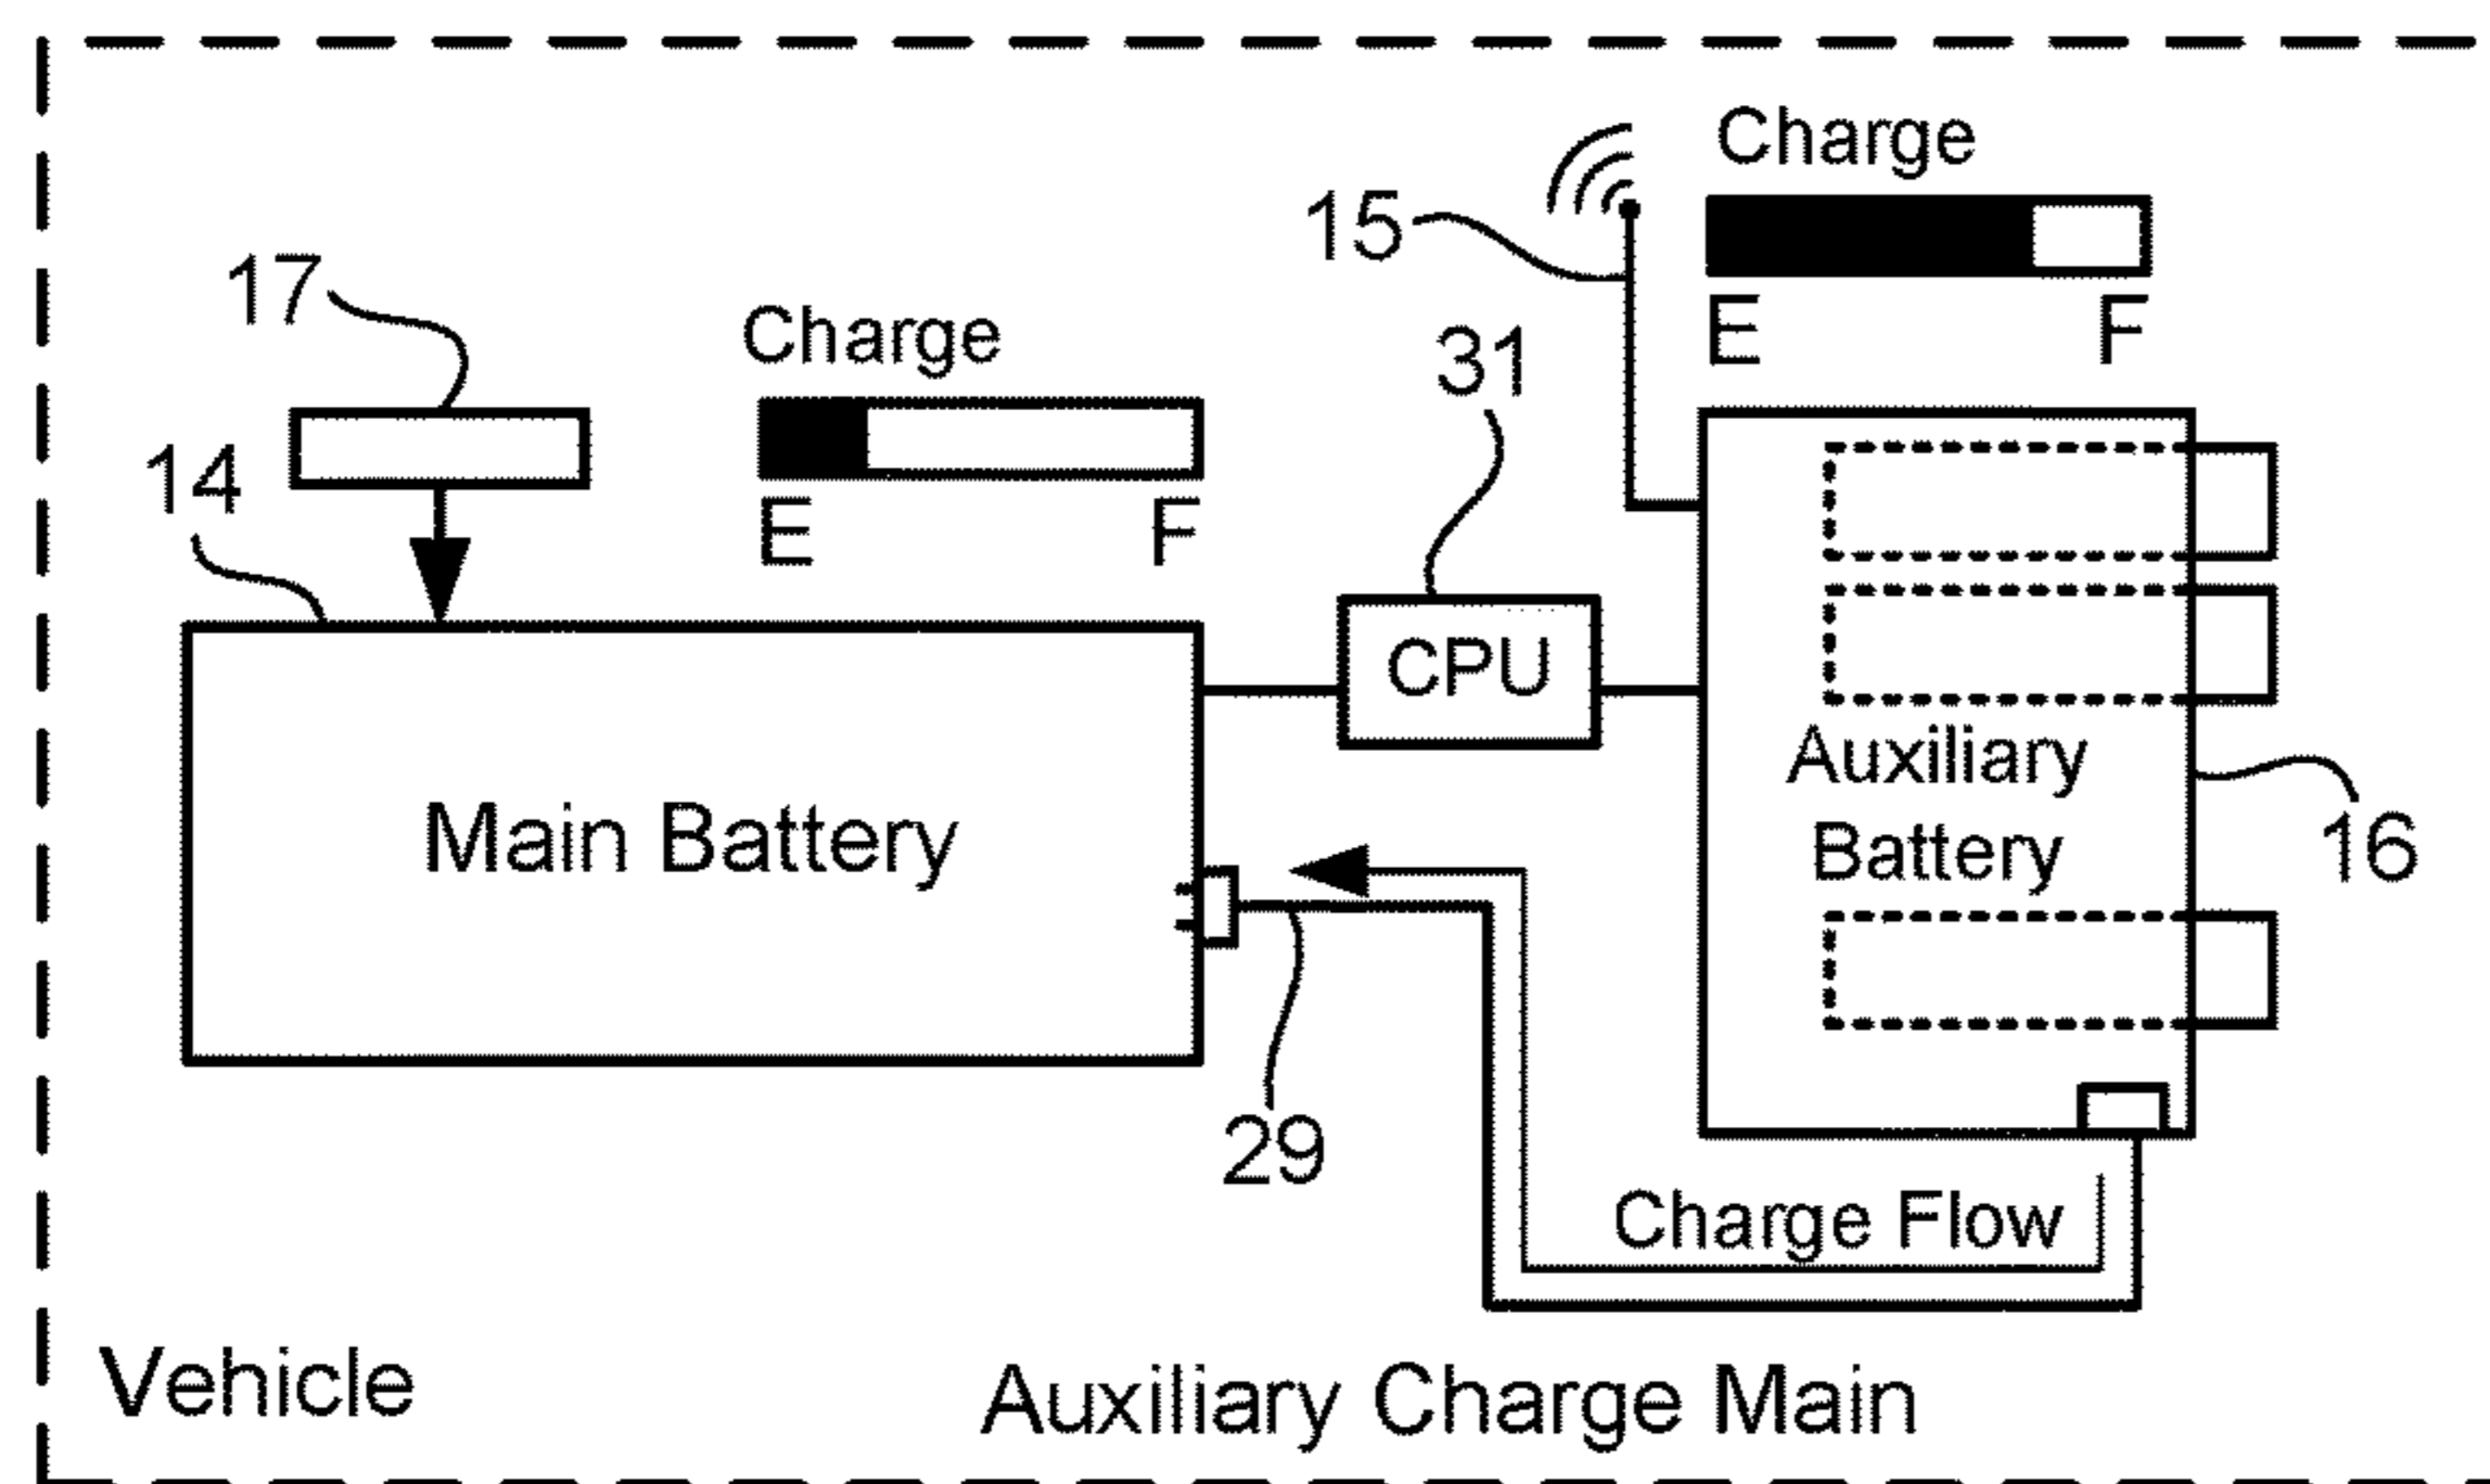 Charge
15
E F
17
Charge
31
14
E F
CPU
Auxiliary
Battery
Main Battery
16
29
Charge Flow
Vehicle
Auxiliary Charge Main